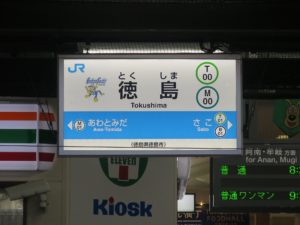 JR
とく しま
徳島
Tokushima
T
00
M
00
あわとみだ
Awa-Tomida
さこ
Sako
(徳島県徳島市)
ELEVEN
Kiosk
阿南・牟岐 方面
for Anan, Mugi
普通
8:
普通ワンマン
9: